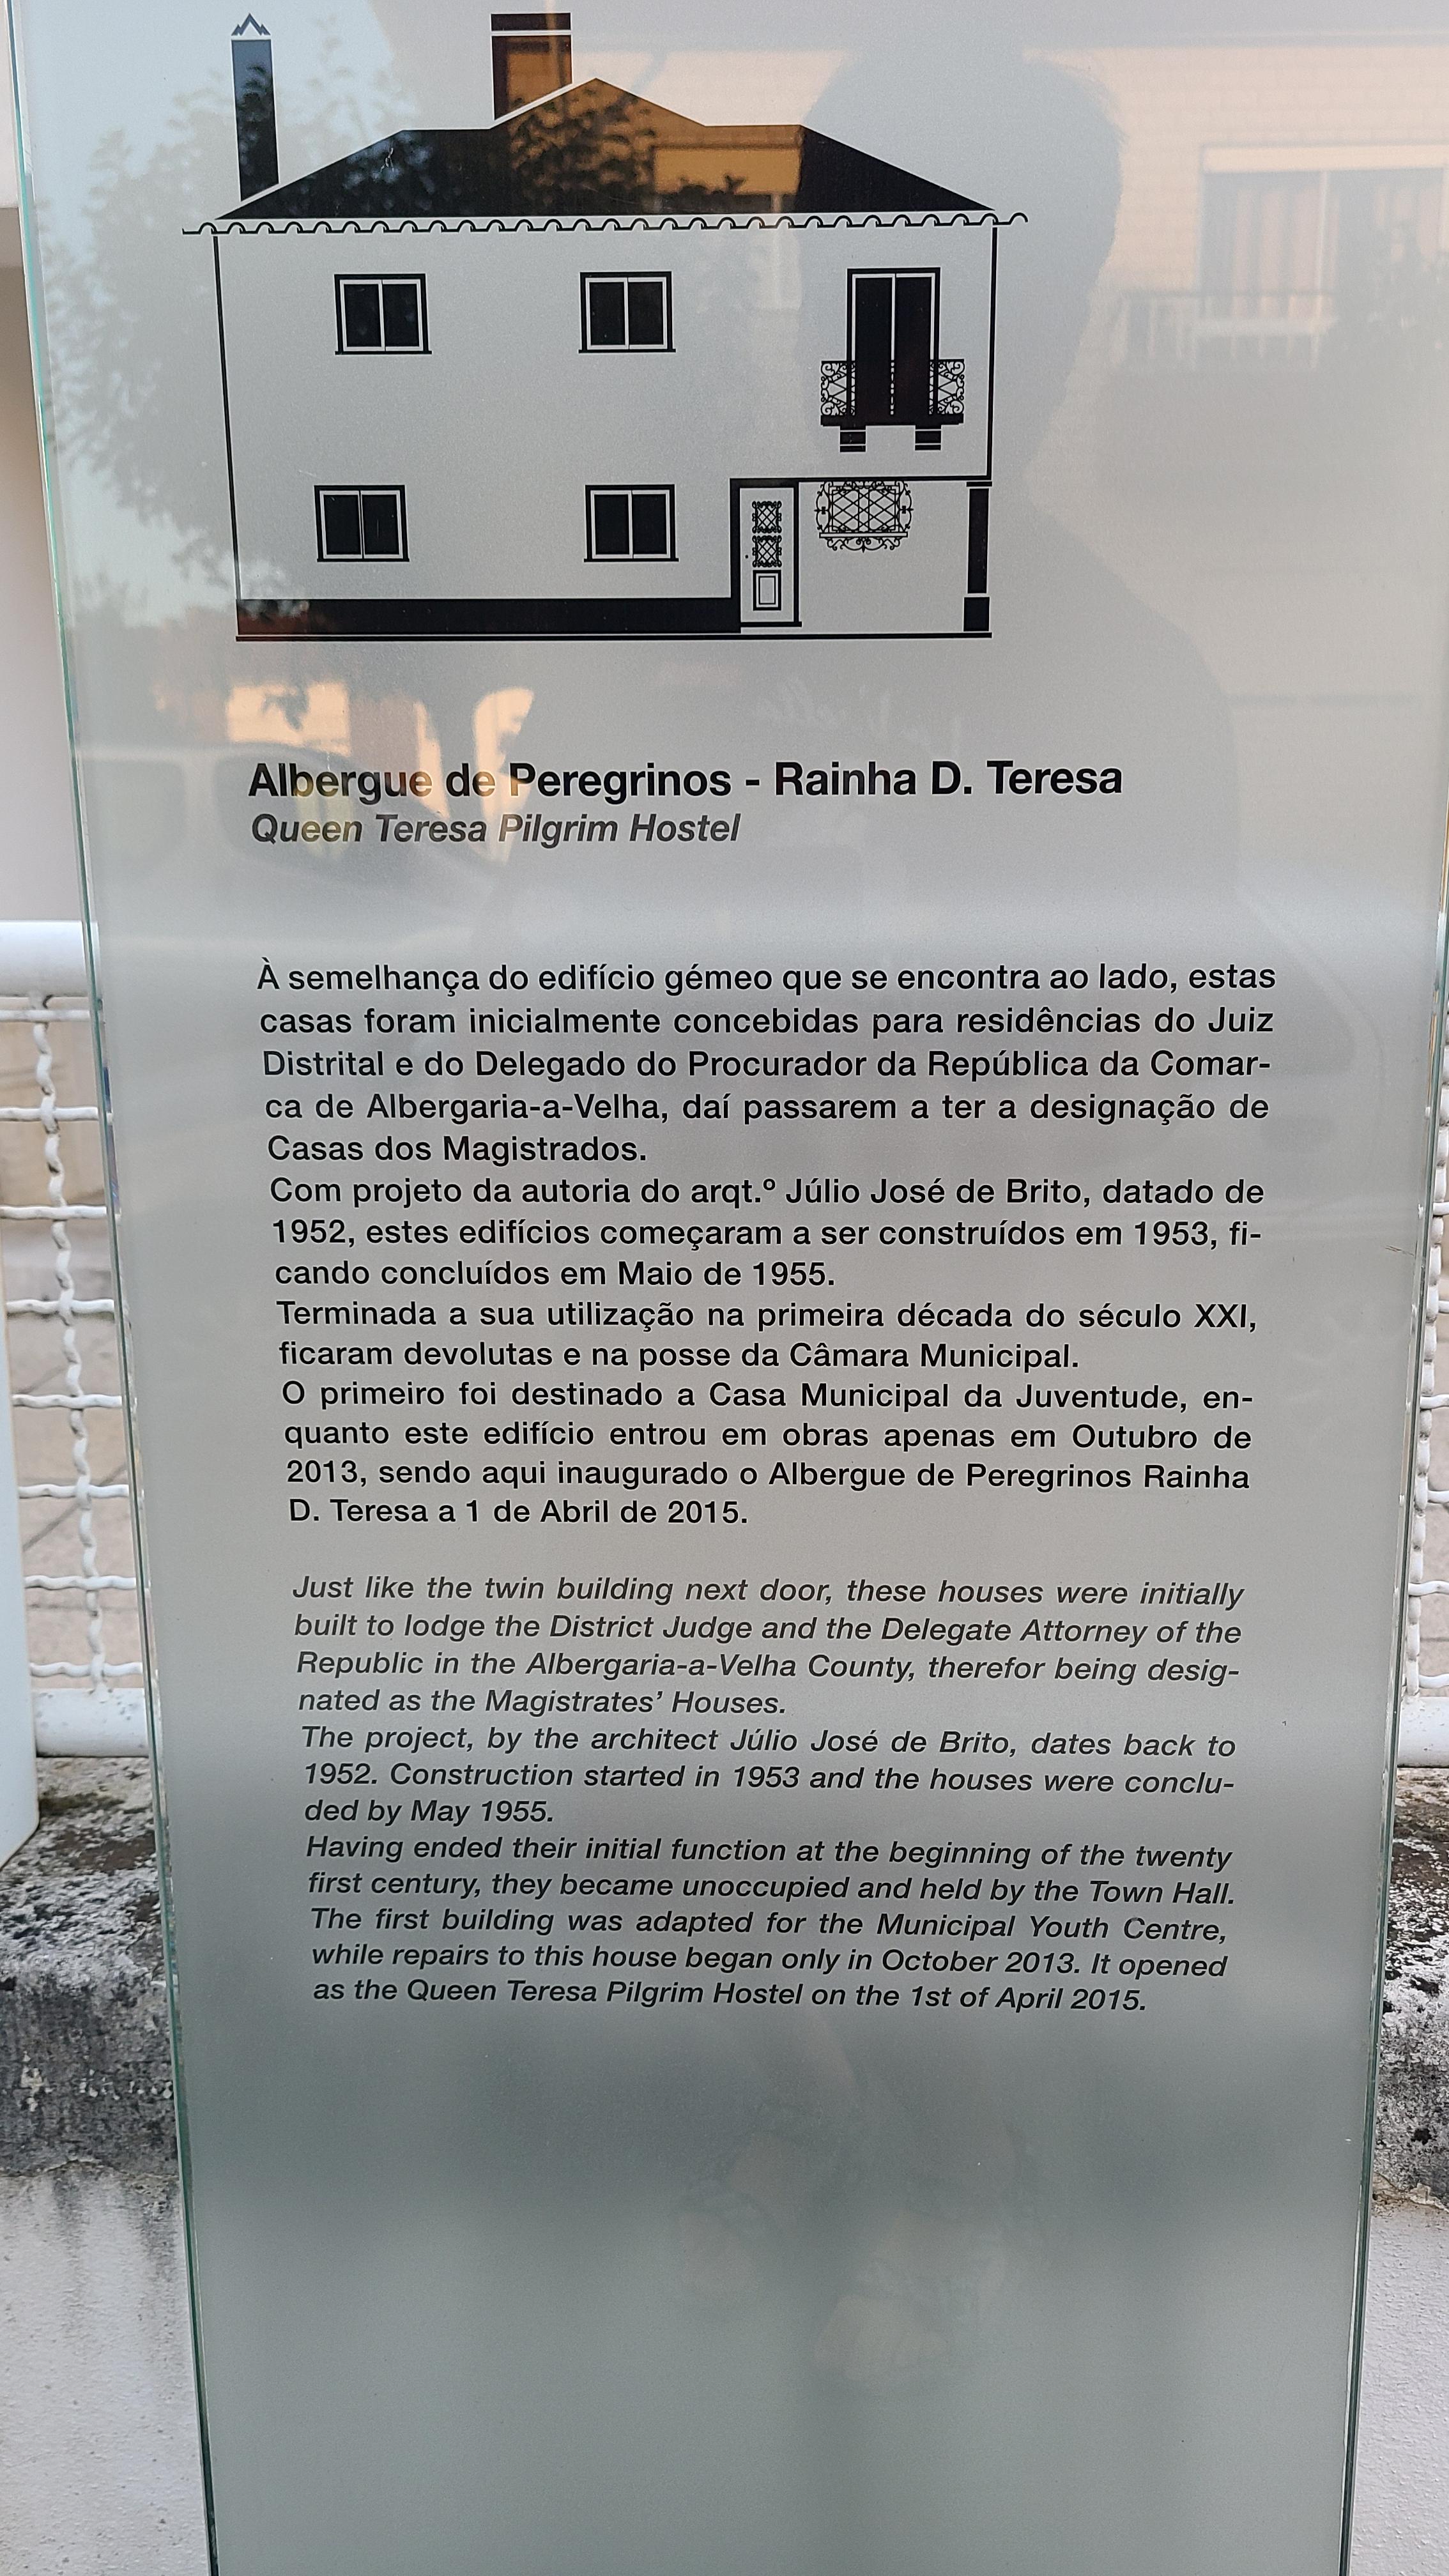 Albergue de Peregrinos - Rainha D. Teresa
Queen Teresa Pilgrim Hostel
À semelhança do edifício gémeo que se encontra ao lado, estas
casas foram inicialmente concebidas para residências do Juiz
Distrital e do Delegado do Procurador da República da Comar-
ca de Albergaria-a-Velha, daí passarem a ter a designação de
Casas dos Magistrados.
Com projeto da autoria do arqt.º Júlio José de Brito, datado de
1952, estes edifícios começaram a ser construídos em 1953, fi-
cando concluídos em Maio de 1955.
Terminada a sua utilização na primeira década do século XXI,
ficaram devolutas e na posse da Câmara Municipal.
O primeiro foi destinado a Casa Municipal da Juventude, en-
quanto este edifício entrou em obras apenas em Outubro de
2013, sendo aqui inaugurado o Albergue de Peregrinos Rainha
D. Teresa a 1 de Abril de 2015.
Just like the twin building next door, these houses were initially
built to lodge the District Judge and the Delegate Attorney of the
Republic in the Albergaria-a-Velha County, therefor being desig-
nated as the Magistrates’ Houses.
The project, by the architect Júlio José de Brito, dates back to
1952. Construction started in 1953 and the houses were conclu-
ded by May 1955.
Having ended their initial function at the beginning of the twenty
first century, they became unoccupied and held by the Town Hall.
The first building was adapted for the Municipal Youth Centre,
while repairs to this house began only in October 2013. It opened
as the Queen Teresa Pilgrim Hostel on the 1st of April 2015.